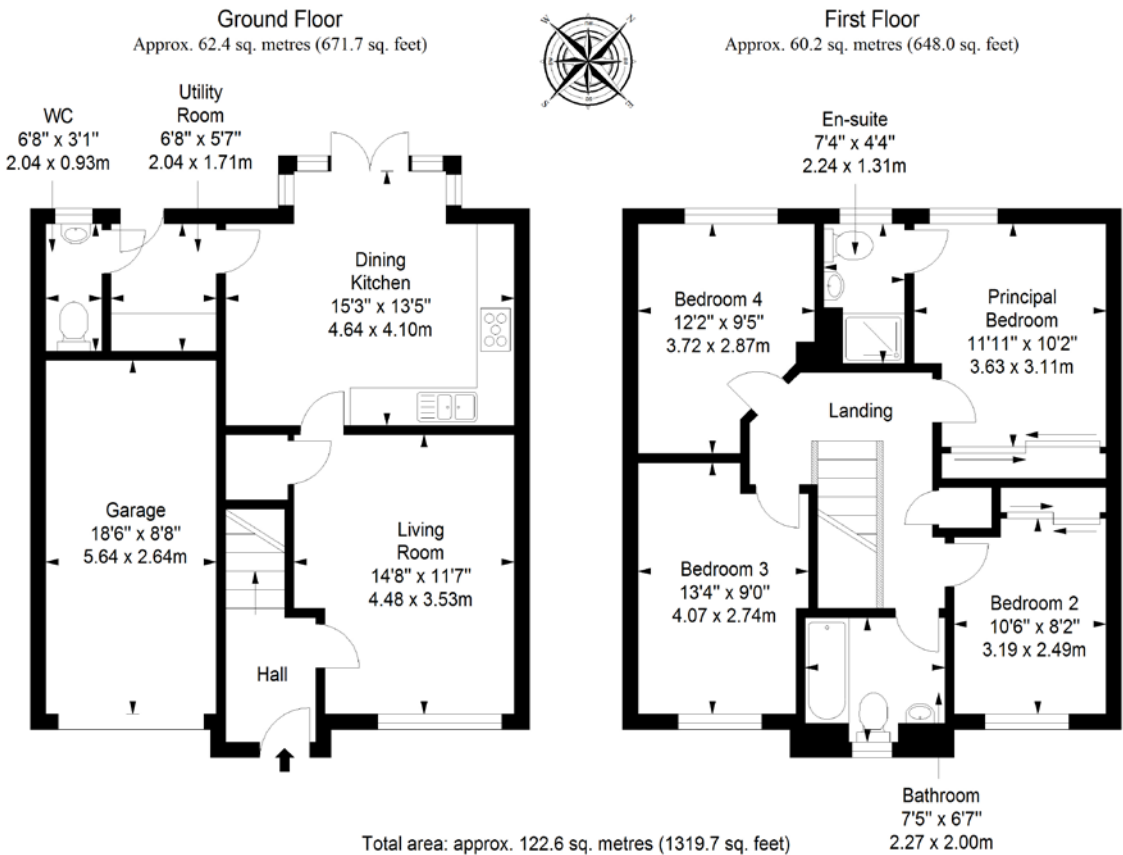 Ground Floor
Approx. 62.4 sq. metres (671.7 sq. feet)
First Floor
Approx. 60.2 sq. metres (648.0 sq. feet)
W
N
S
E
WC
6'8" x 3'1"
2.04 x 0.93m
Utility
Room
6'8" x 5'7"
2.04 x 1.71m
En-suite
7'4" x 4'4"
2.24 x 1.31m
Dining
Kitchen
15'3" x 13'5"
4.64 x 4.10m
Bedroom 4
12'2" x 9'5"
3.72 x 2.87m
Principal
Bedroom
11'11" x 10'2"
3.63 x 3.11m
Landing
Garage
18'6" x 8'8"
5.64 x 2.64m
Living
Room
14'8" x 11'7"
4.48 x 3.53m
Bedroom 3
13'4" x 9'0"
4.07 x 2.74m
Bedroom 2
10'6" x 8'2"
3.19 x 2.49m
Hall
Bathroom
7'5" x 6'7"
2.27 x 2.00m
Total area: approx. 122.6 sq. metres (1319.7 sq. feet)